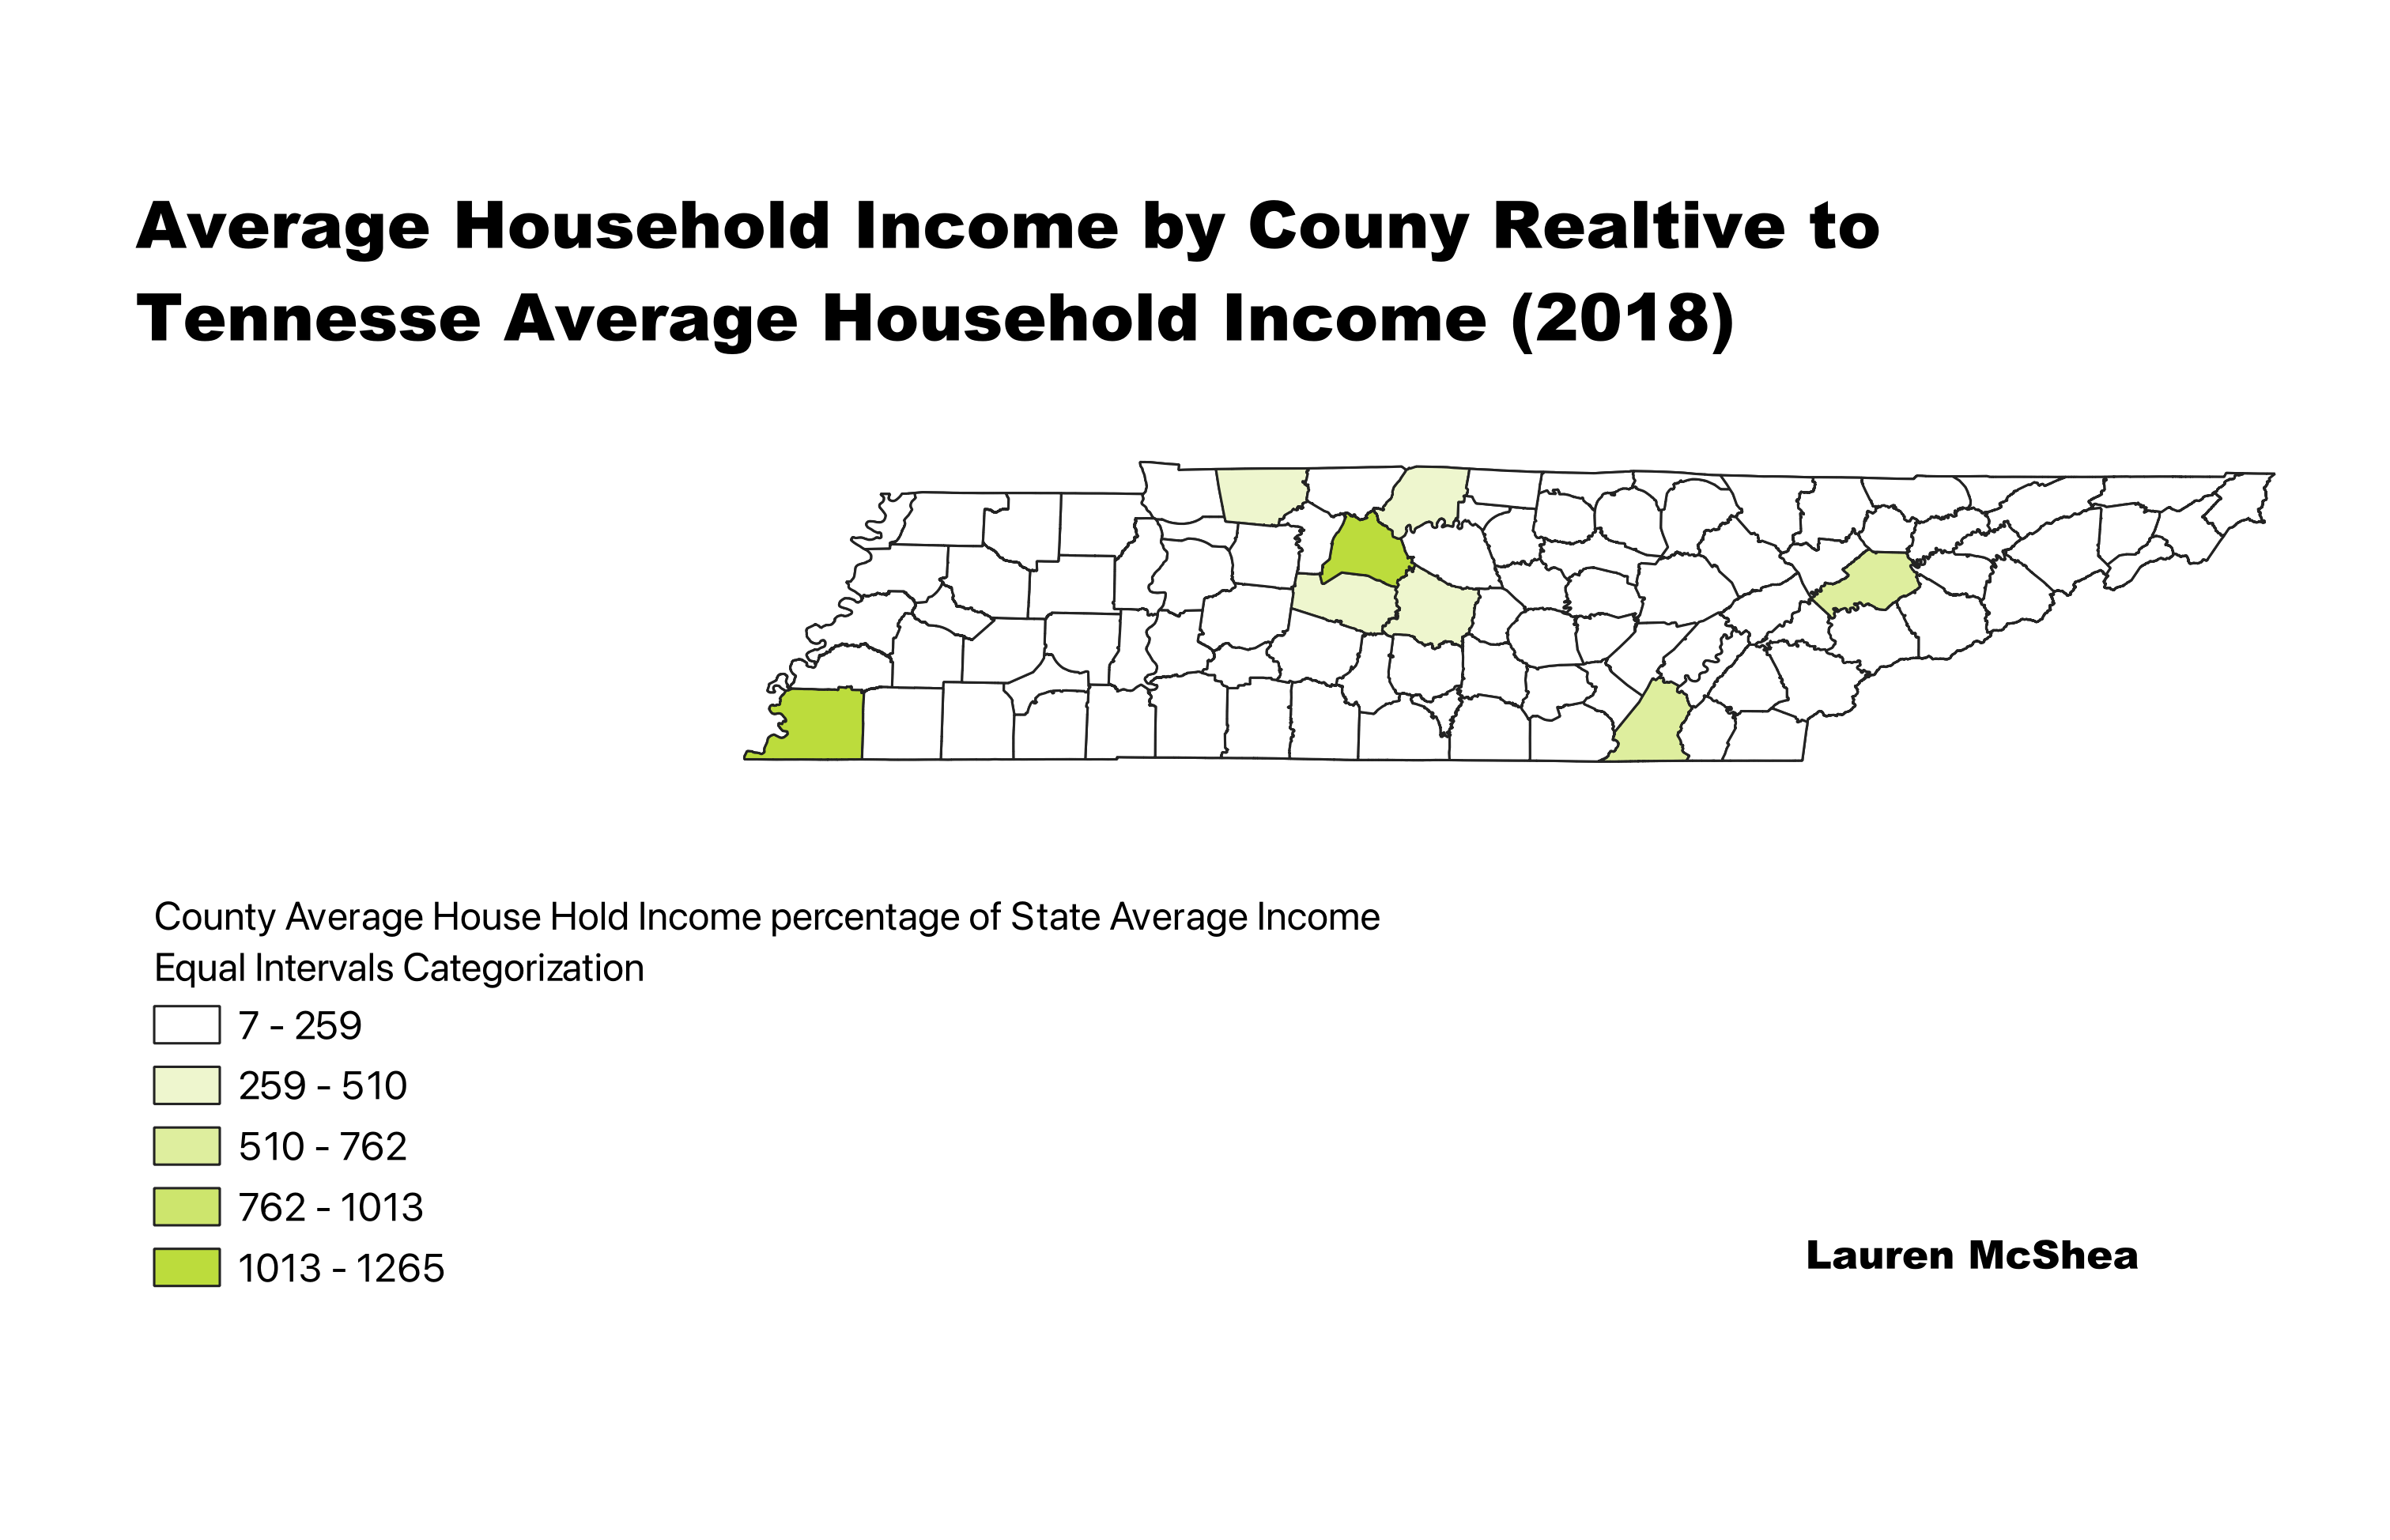 Average Household Income by Couny Realtive to
Tennesse Average Household Income (2018)
County Average House Hold Income percentage of State Average Income
Equal Intervals Categorization
7 - 259
259 - 510
510 - 762
762 - 1013
1013 - 1265
Lauren McShea